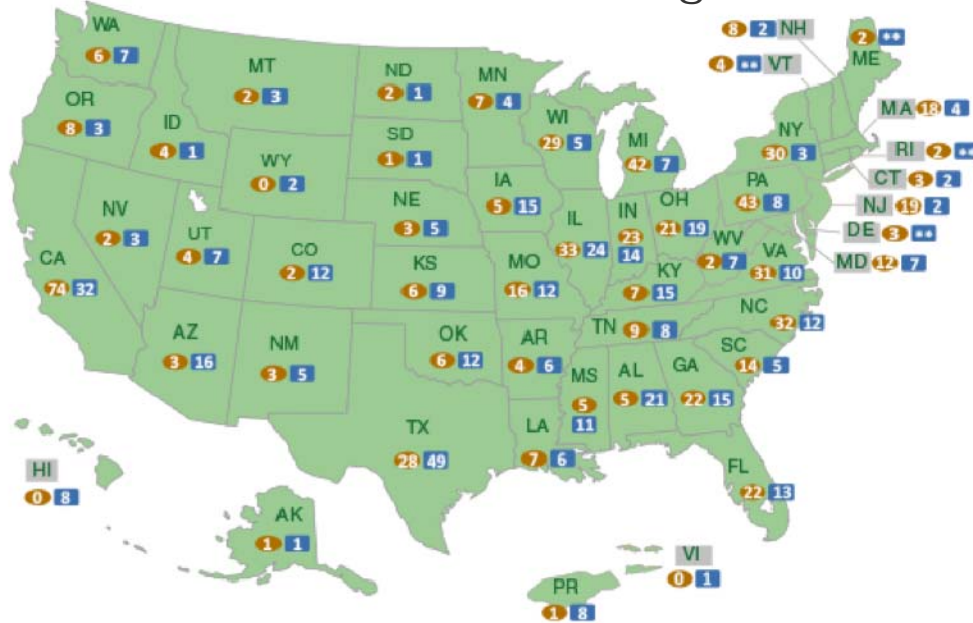 WA
6 7
OR
8 3
CA
74 32
NV
2 3
ID
4 1
MT
2 3
WY
0 2
UT
4 7
CO
2 12
AZ
3 16
NM
3 5
ND
2 1
SD
1 1
NE
3 5
KS
6 9
OK
6 12
TX
28 49
MN
7 4
IA
5 15
MO
16 12
AR
4 6
LA
7 6
WI
29 5
IL
33 24
MI
42 7
IN
23
14
OH
21 19
KY
7 15
TN 9 8
MS
5
11
AL
5 21
GA
22 15
FL
22 13
SC
14 5
NC
32 12
VA
31 10
WV
2 7
PA
43 8
NY
30 3
8 2 NH
4 ** VT
2 **
ME
MA 18 4
RI 2 **
CT 3 2
NJ 19 2
DE 3 **
MD 12 7
HI
0 8
AK
1 1
PR
1 8
VI
0 1